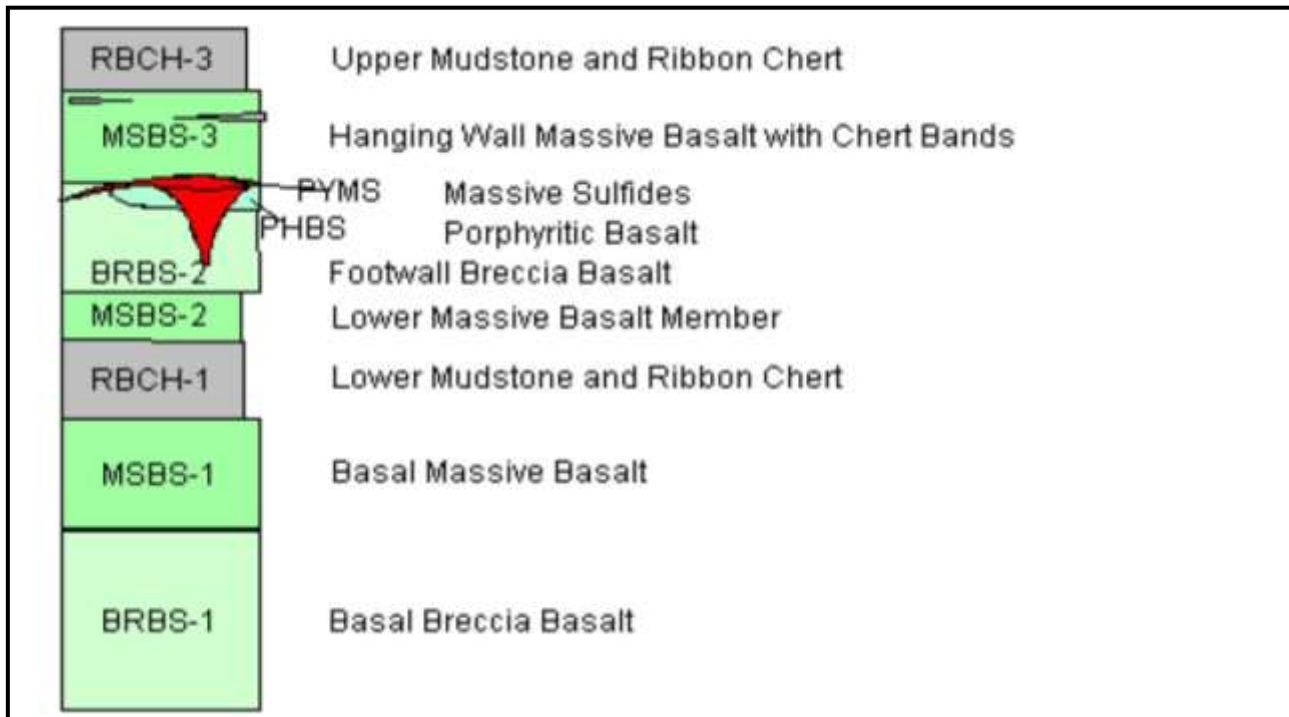 RBCH-3 Upper Mudstone and Ribbon Chert
MSBS-3 Hanging Wall Massive Basalt with Chert Bands
PYMS Massive Sulfides
PHBS Porphyritic Basalt
BRBS-2 Footwall Breccia Basalt
MSBS-2 Lower Massive Basalt Member
RBCH-1 Lower Mudstone and Ribbon Chert
MSBS-1 Basal Massive Basalt
BRBS-1 Basal Breccia Basalt